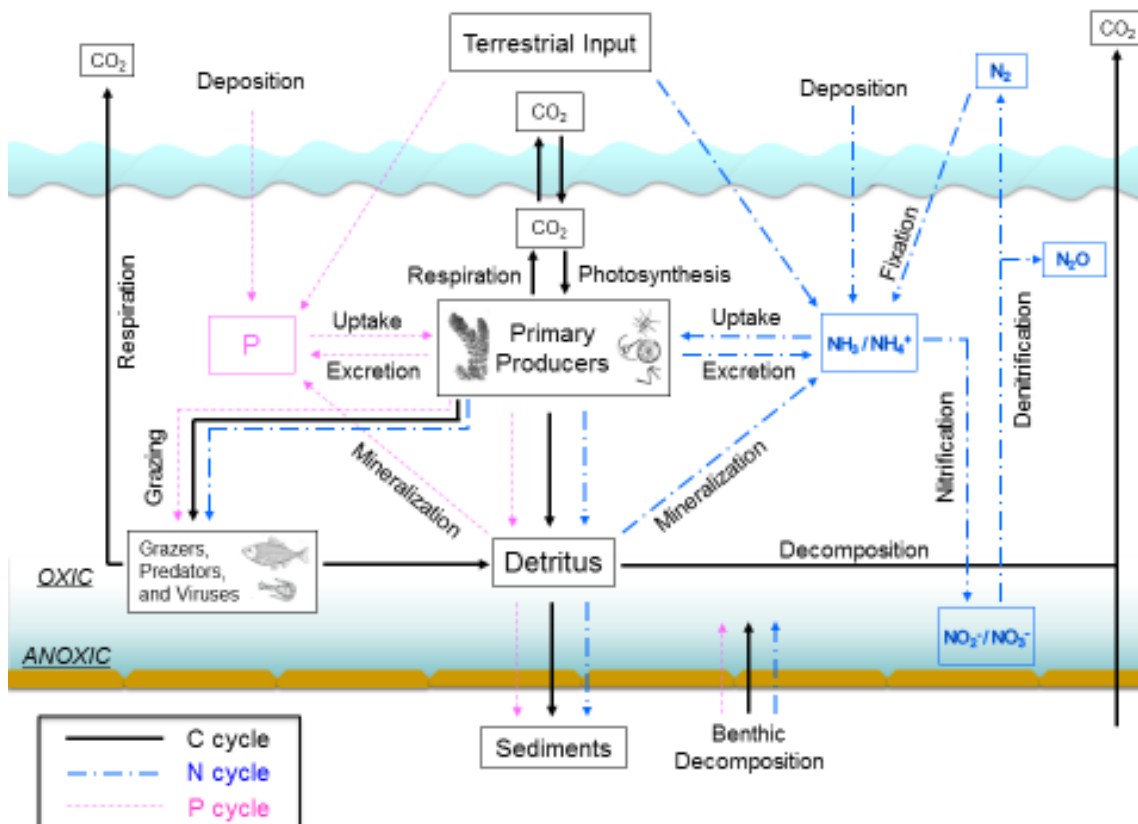 CO₂
Terrestrial Input
CO₂
Deposition
CO₂
Deposition
N₂
CO₂
Respiration
Photosynthesis
Fixation
N₂O
Respiration
P
Uptake
Excretion
Primary
Producers
Uptake
Excretion
NH₃ / NH₄⁺
Denitrification
Grazing
Mineralization
Mineralization
Nitrification
Grazers,
Predators,
and Viruses
Detritus
Decomposition
OXIC
NO₂⁻/ NO₃⁻
ANOXIC
Sediments
Benthic
Decomposition
C cycle
N cycle
P cycle